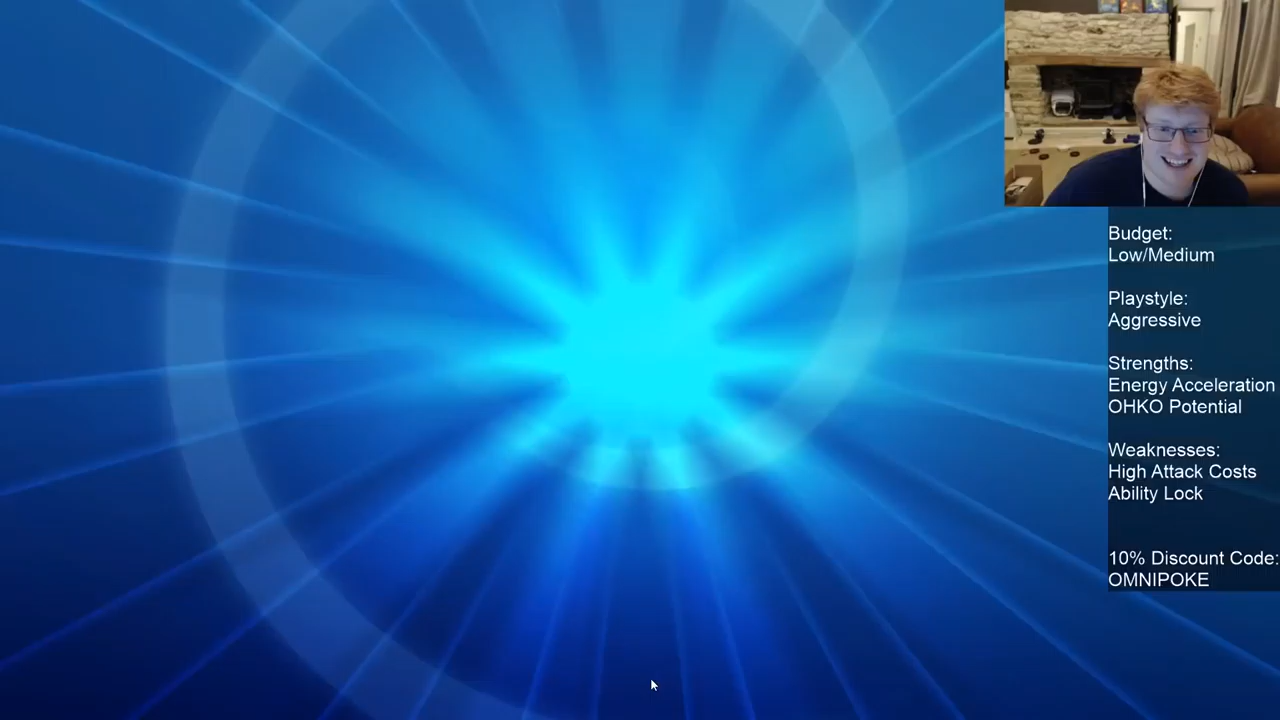 Budget:
Low/Medium
Playstyle:
Aggressive
Strengths:
Energy Acceleration
OHKO Potential
Weaknesses:
High Attack Costs
Ability Lock
10% Discount Code:
OMNIPOKE